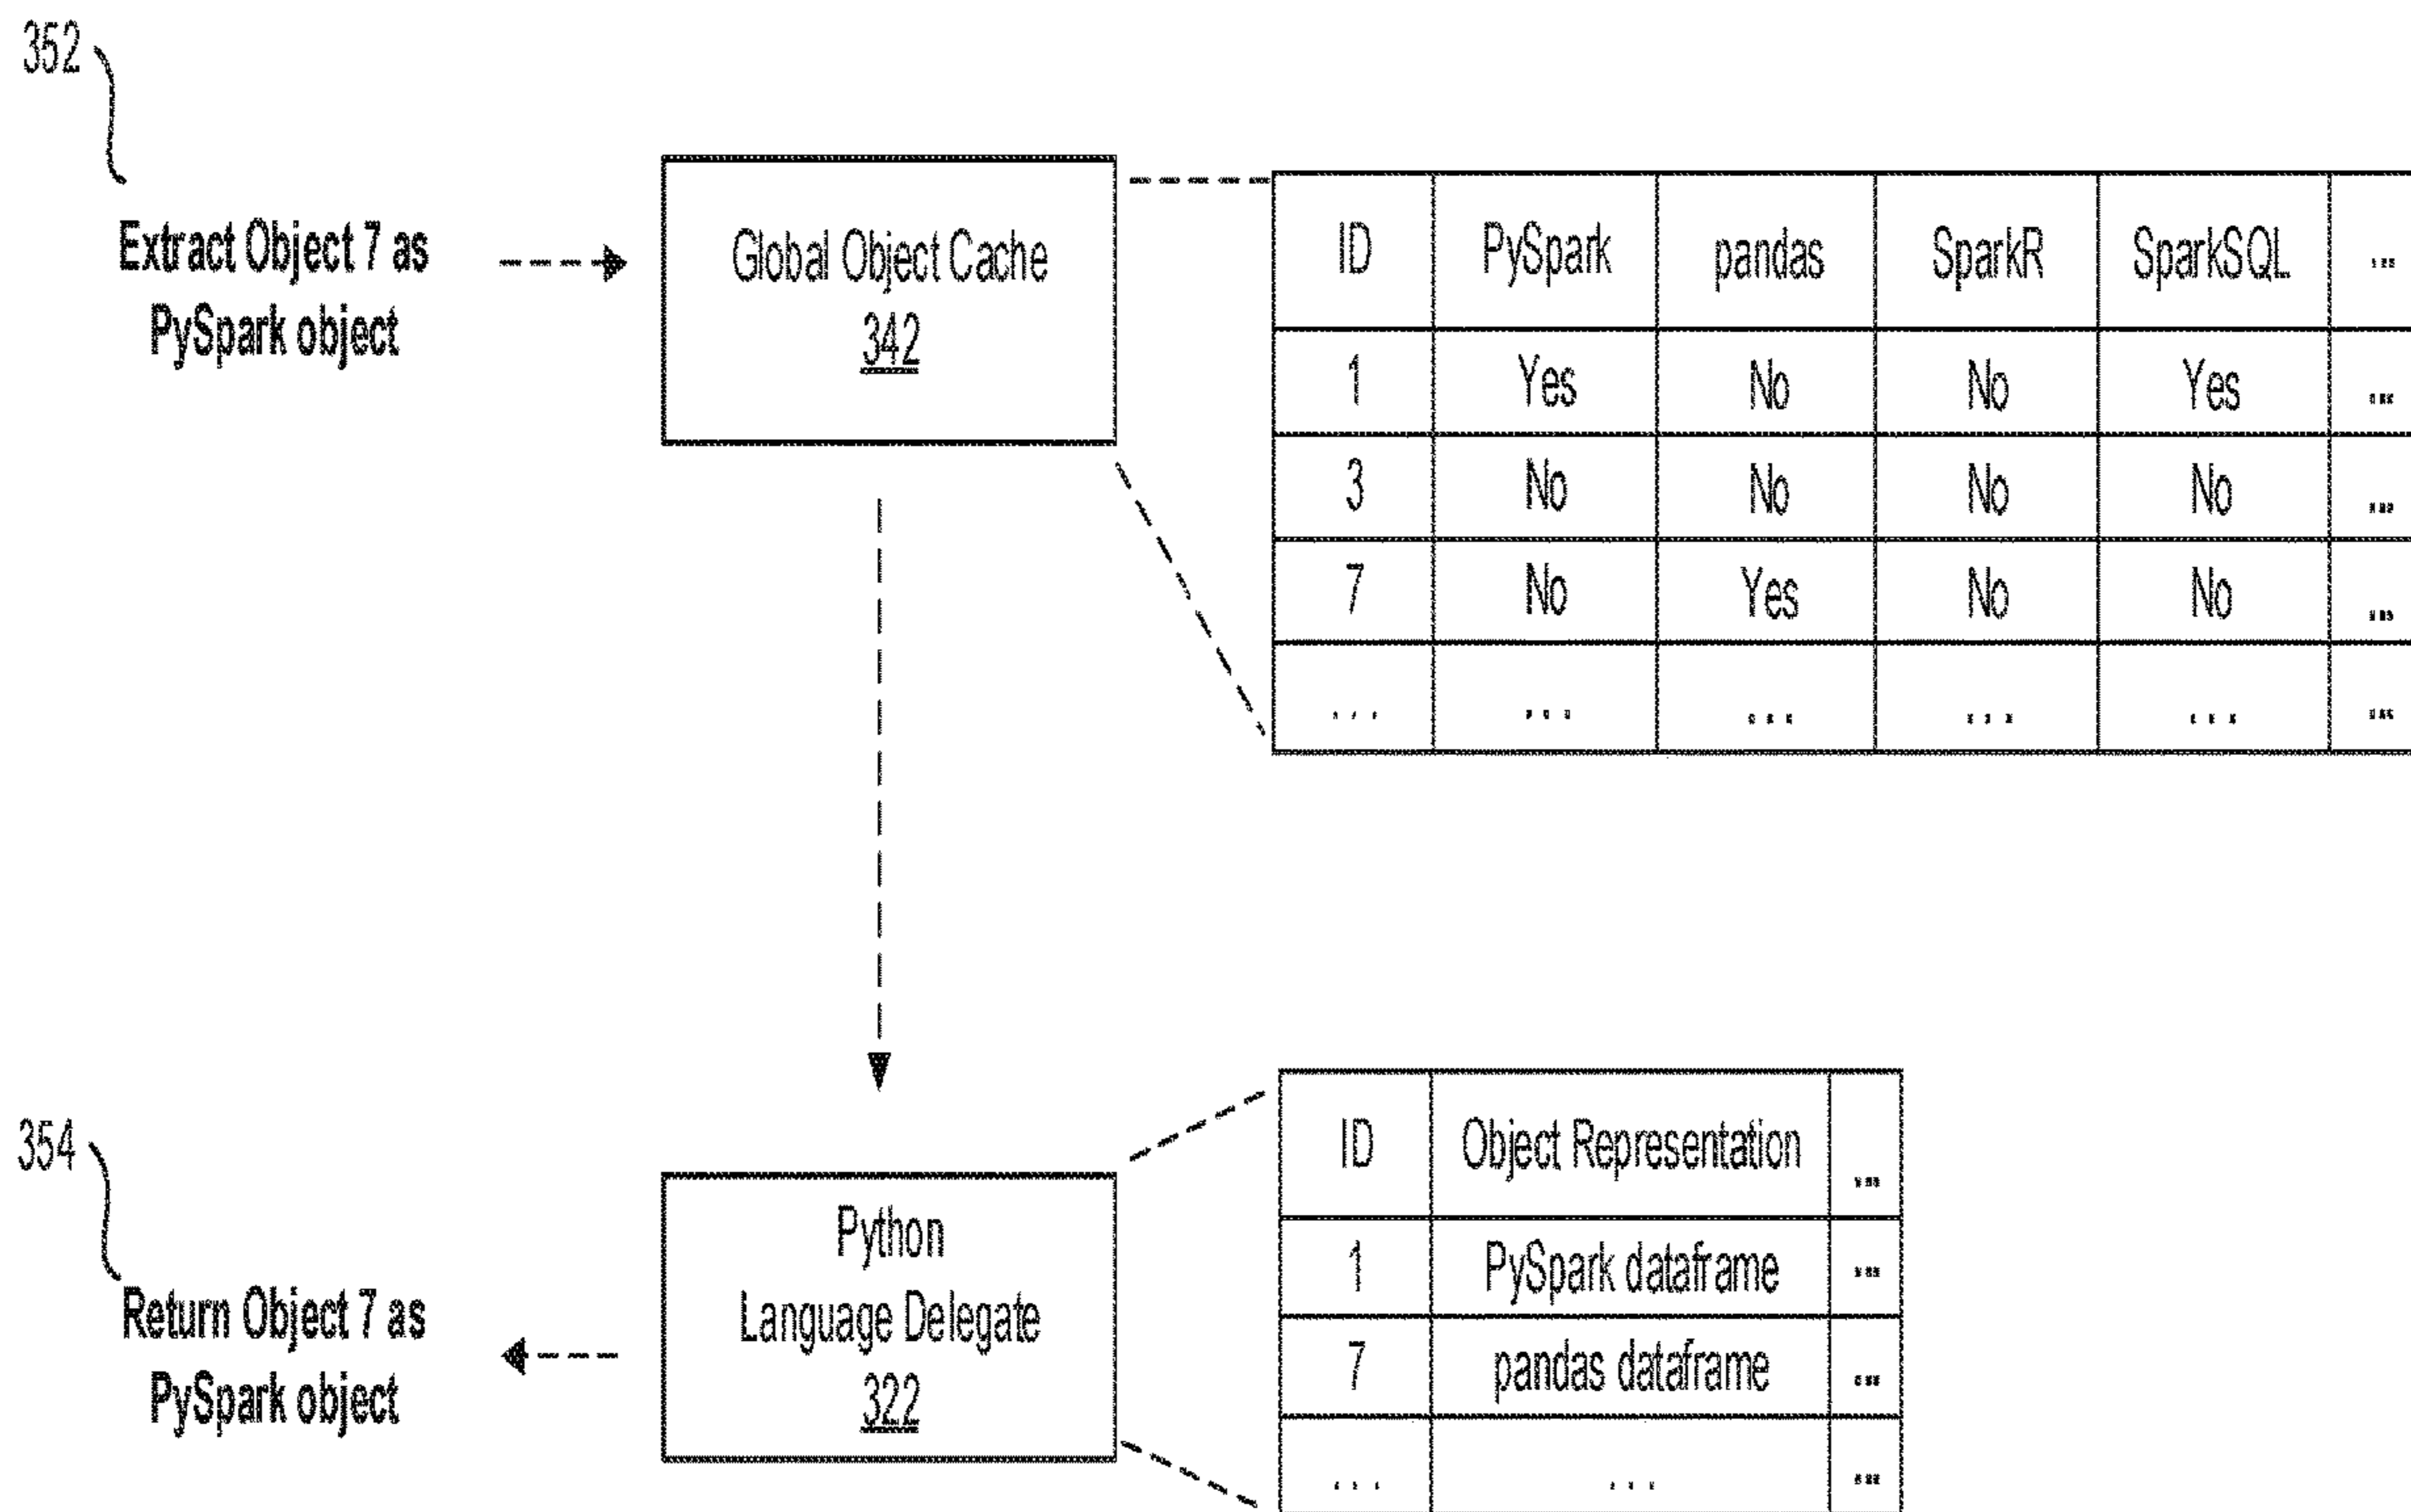 352
Extract Object 7 as
PySpark object
Global Object Cache
342
ID PySpark pandas SparkR SparkSQL ...
1 Yes No No Yes ...
3 No No No No ...
7 No Yes No No ...
... ... ... ... ... ...
354
Return Object 7 as
PySpark object
Python
Language Delegate
322
ID Object Representation ...
1 PySpark dataframe ...
7 pandas dataframe ...
... ... ...